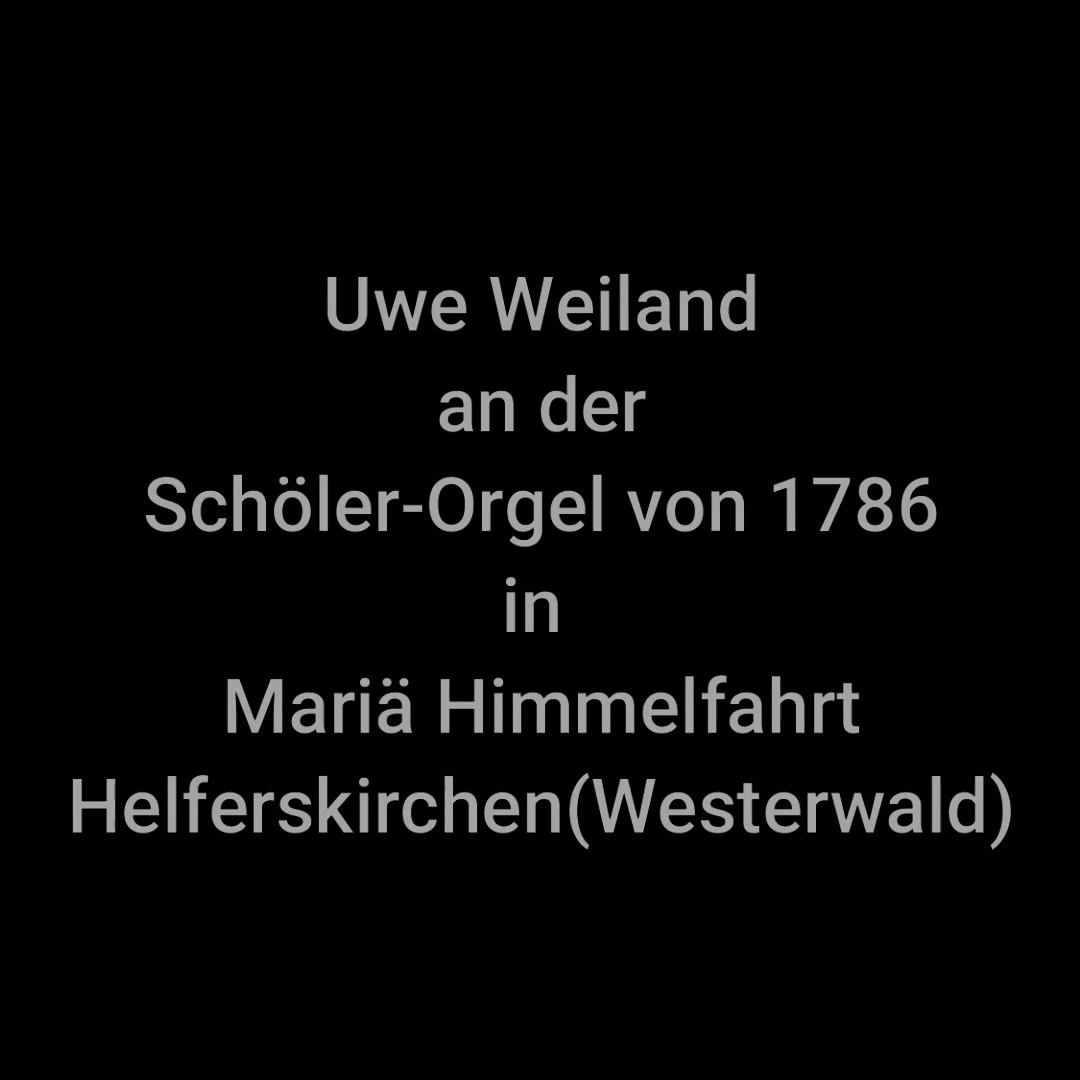 Uwe Weiland
an der
Schöler-Orgel von 1786
in
Mariä Himmelfahrt
Helferskirchen(Westerwald)